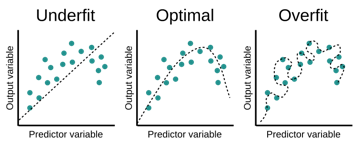 Underfit
Optimal
Overfit
Output variable
Predictor variable
Output variable
Predictor variable
Output variable
Predictor variable